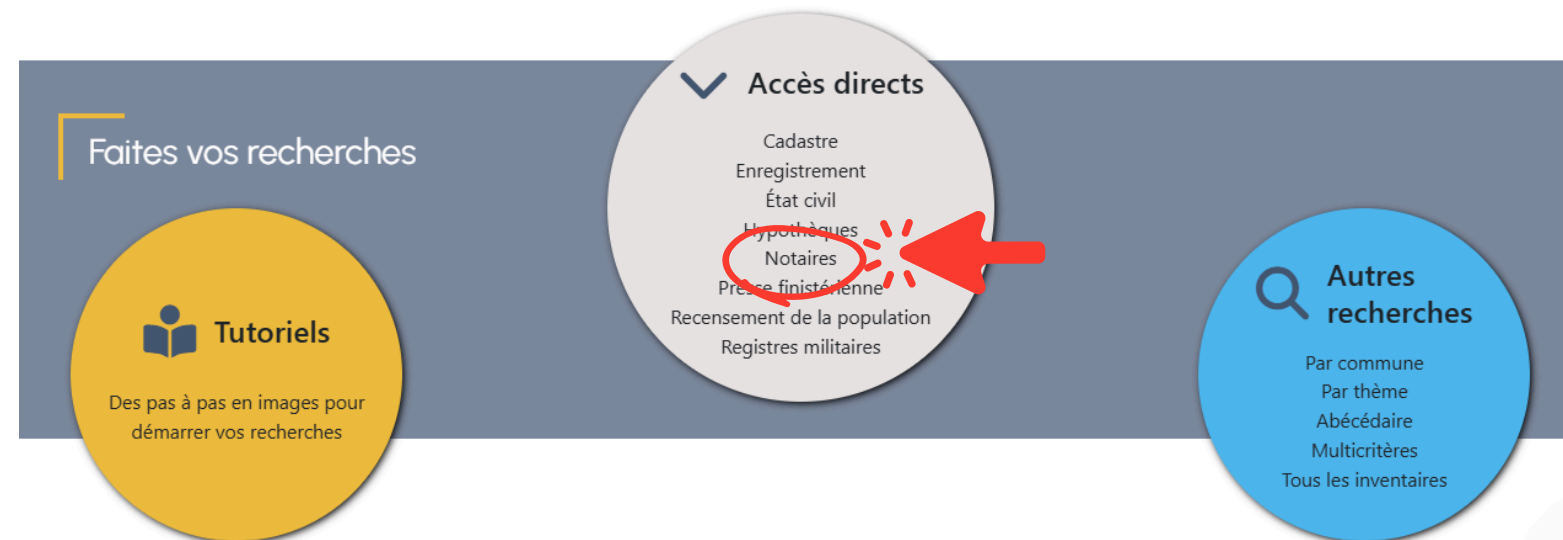 Faites vos recherches
Tutoriels
Des pas à pas en images pour
démarrer vos recherches
Accès directs
Cadastre
Enregistrement
État civil
Hypothèques
Notaires
Presse finistérienne
Recensement de la population
Registres militaires
Autres
recherches
Par commune
Par thème
Abécédaire
Multicritères
Tous les inventaires